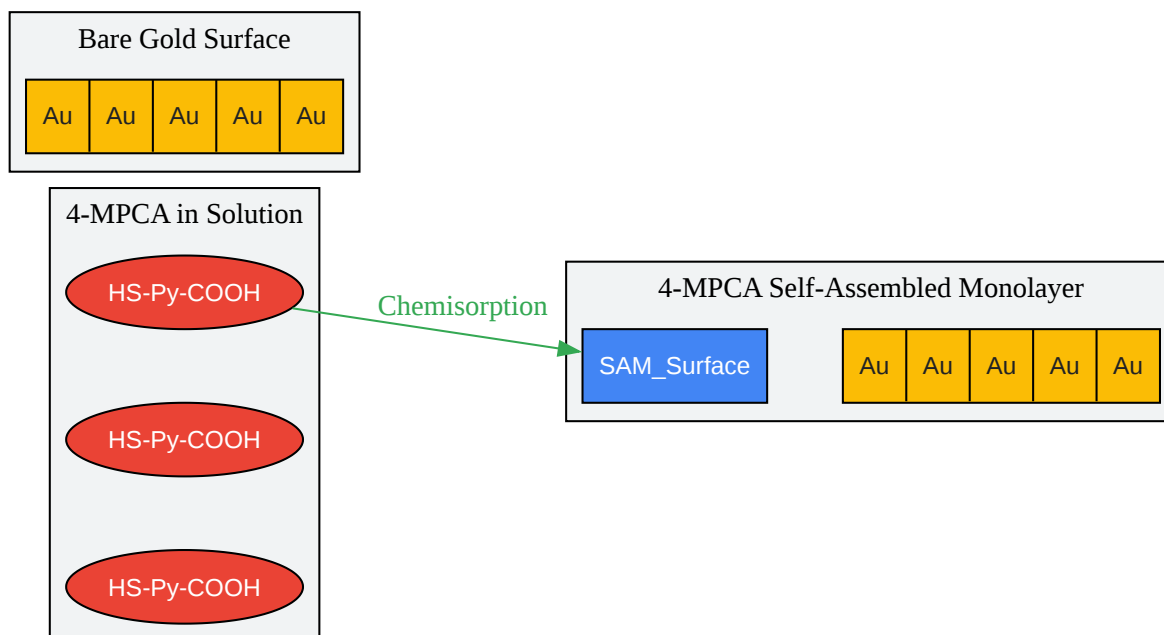 Bare Gold Surface
Au Au Au Au Au
4-MPCA in Solution
HS-Py-COOH
Chemisorption
4-MPCA Self-Assembled Monolayer
SAM_Surface
Au Au Au Au Au
HS-Py-COOH
HS-Py-COOH